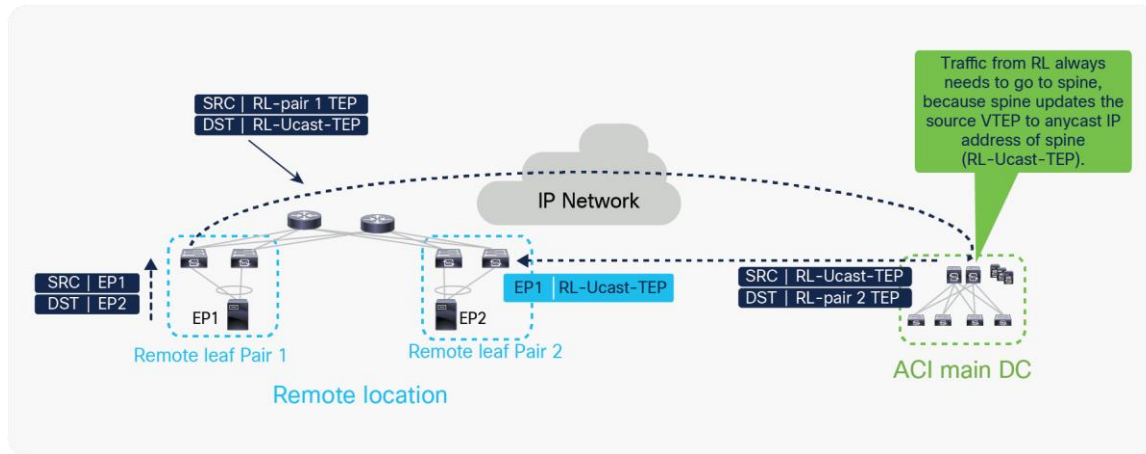 Traffic from RL always
needs to go to spine,
because spine updates the
source VTEP to anycast IP
address of spine
(RL-Ucast-TEP).
SRC | RL-pair 1 TEP
DST | RL-Ucast-TEP
IP Network
SRC | EP1
DST | EP2
EP1 | RL-Ucast-TEP
SRC | RL-Ucast-TEP
DST | RL-pair 2 TEP
EP1
EP2
Remote leaf Pair 1
Remote leaf Pair 2
ACI main DC
Remote location